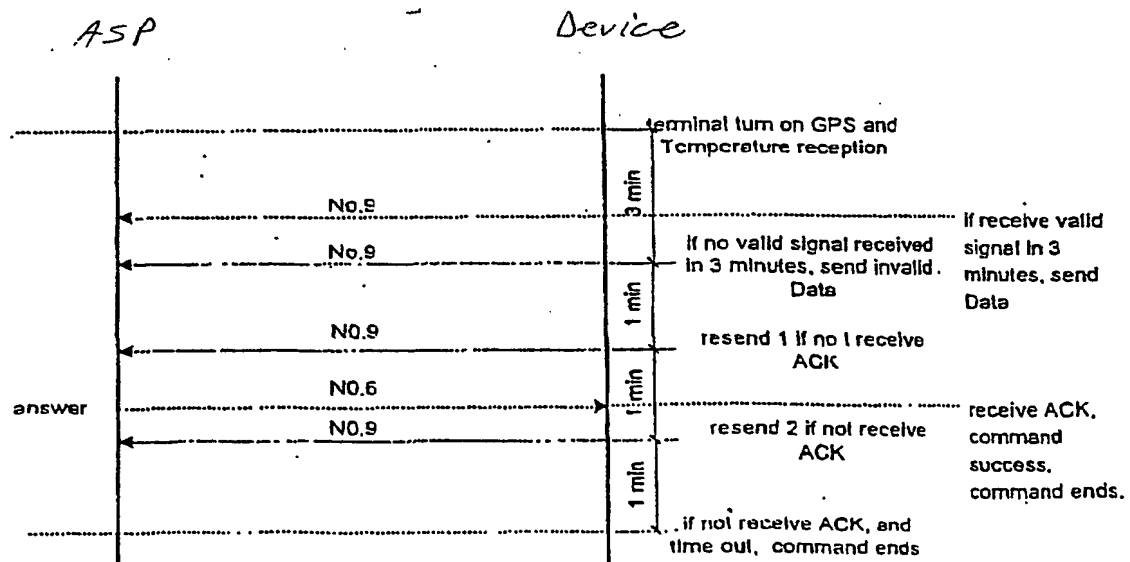 ASP Device
terminal turn on GPS and
Temperature reception
3 min
No.9
if receive valid
signal in 3
minutes, send
Data
No.9
if no valid signal received
in 3 minutes, send invalid.
Data
1 min
N0.9
resend 1 if no t receive
ACK
1 min
answer
N0.6
receive ACK,
command
success,
command ends.
N0.9
resend 2 if not receive
ACK
1 min
if not receive ACK, and
time out, command ends